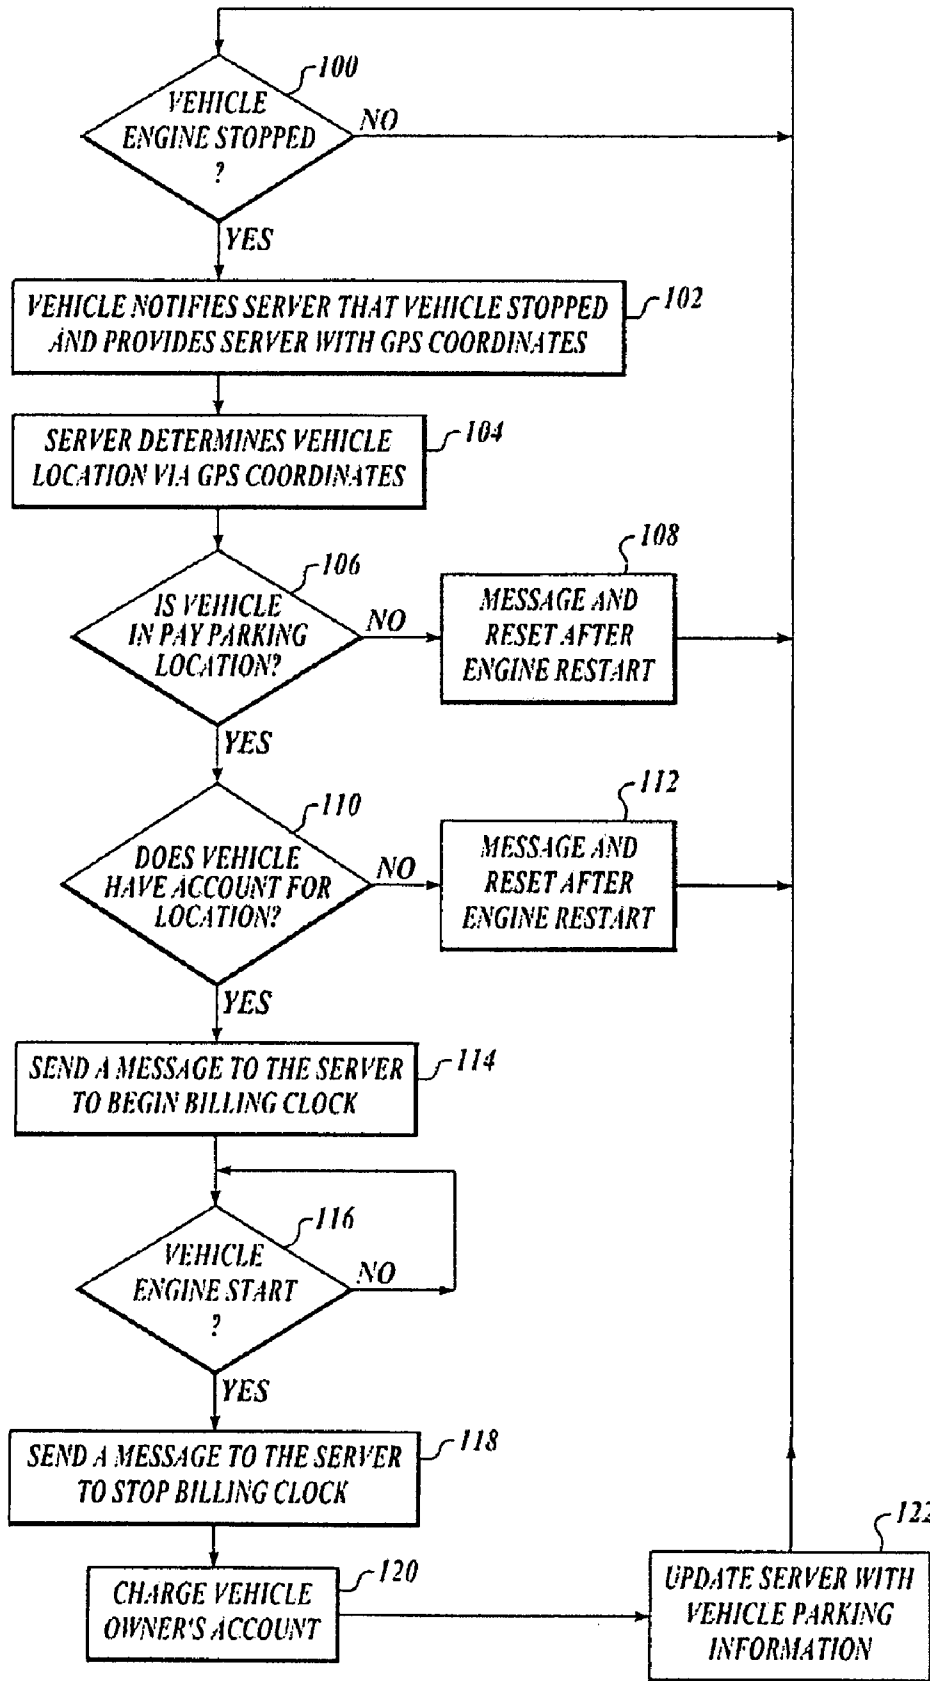 100
VEHICLE
ENGINE STOPPED
?
NO
YES
VEHICLE NOTIFIES SERVER THAT VEHICLE STOPPED
AND PROVIDES SERVER WITH GPS COORDINATES
102
SERVER DETERMINES VEHICLE
LOCATION VIA GPS COORDINATES
104
106
IS VEHICLE
IN PAY PARKING
LOCATION?
NO
108
MESSAGE AND
RESET AFTER
ENGINE RESTART
YES
110
DOES VEHICLE
HAVE ACCOUNT FOR
LOCATION?
NO
112
MESSAGE AND
RESET AFTER
ENGINE RESTART
YES
SEND A MESSAGE TO THE SERVER
TO BEGIN BILLING CLOCK
114
116
VEHICLE
ENGINE START
?
NO
YES
SEND A MESSAGE TO THE SERVER
TO STOP BILLING CLOCK
118
CHARGE VEHICLE
OWNER'S ACCOUNT
120
122
UPDATE SERVER WITH
VEHICLE PARKING
INFORMATION